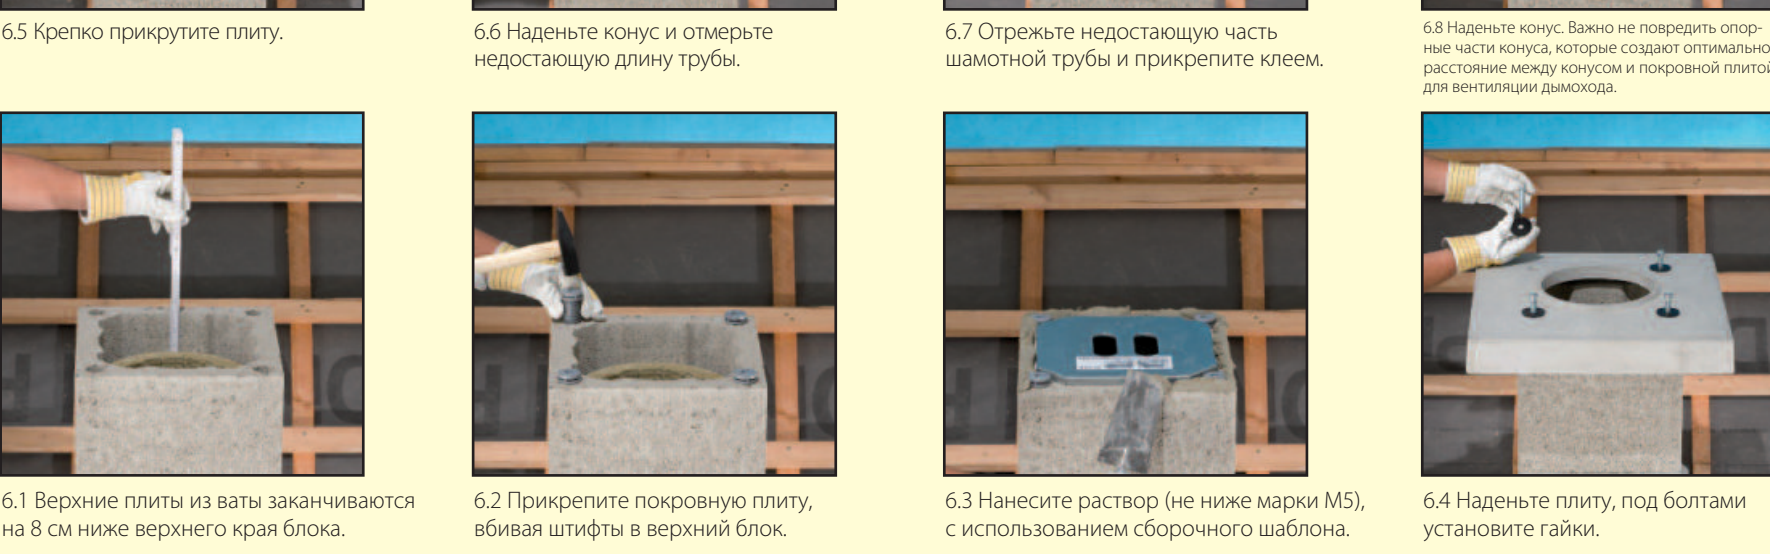 6.5 Крепко прикрутите плиту.
6.6 Наденьте конус и отмерьте
недостающую длину трубы.
6.7 Отрежьте недостающую часть
шамотной трубы и прикрепите клеем.
6.8 Наденьте конус. Важно не повредить опор-
ные части конуса, которые создают оптимально
расстояние между конусом и покровной плитой
для вентиляции дымохода.
6.1 Верхние плиты из ваты заканчиваются
на 8 см ниже верхнего края блока.
6.2 Прикрепите покровную плиту,
вбивая штифты в верхний блок.
6.3 Нанесите раствор (не ниже марки М5),
с использованием сборочного шаблона.
6.4 Наденьте плиту, под болтами
установите гайки.